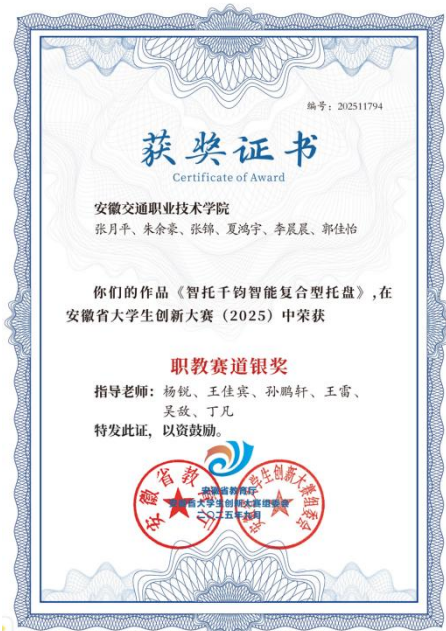 编号：202511794
获奖证书
Certificate of Award
安徽交通职业技术学院
张月平、朱余豪、张锦、夏鸿宇、李晨晨、郭佳怡
你们的作品《智托千钧智能复合型托盘》，在
安徽省大学生创新大赛（2025）中荣获
职教赛道银奖
指导老师：杨锐、王佳宾、孙鹏轩、王雷、
吴敌、丁凡
特发此证，以资鼓励。
安徽省教育厅
安徽省大学生创新大赛组委会
二〇二五年九月